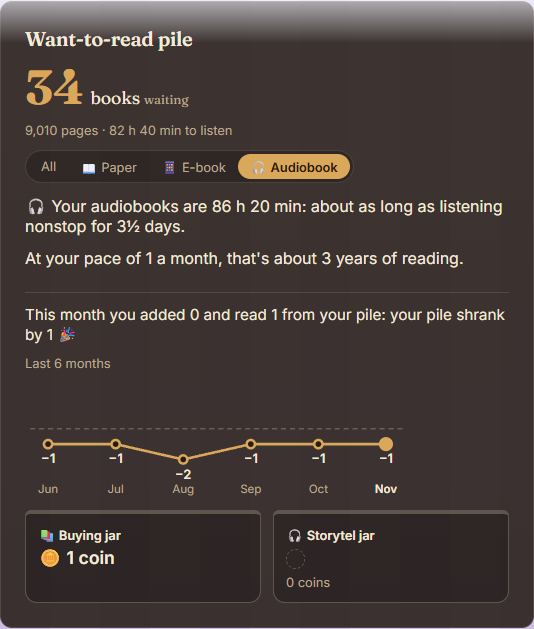 Want-to-read pile
34 books waiting
9,010 pages · 82 h 40 min to listen
All Paper E-book Audiobook
Your audiobooks are 86 h 20 min: about as long as listening
nonstop for 3½ days.
At your pace of 1 a month, that's about 3 years of reading.
This month you added 0 and read 1 from your pile: your pile shrank
by 1 🎉
Last 6 months
−1 −1 −2 −1 −1 −1
Jun Jul Aug Sep Oct Nov
Buying jar
1 coin
Storytel jar
0 coins